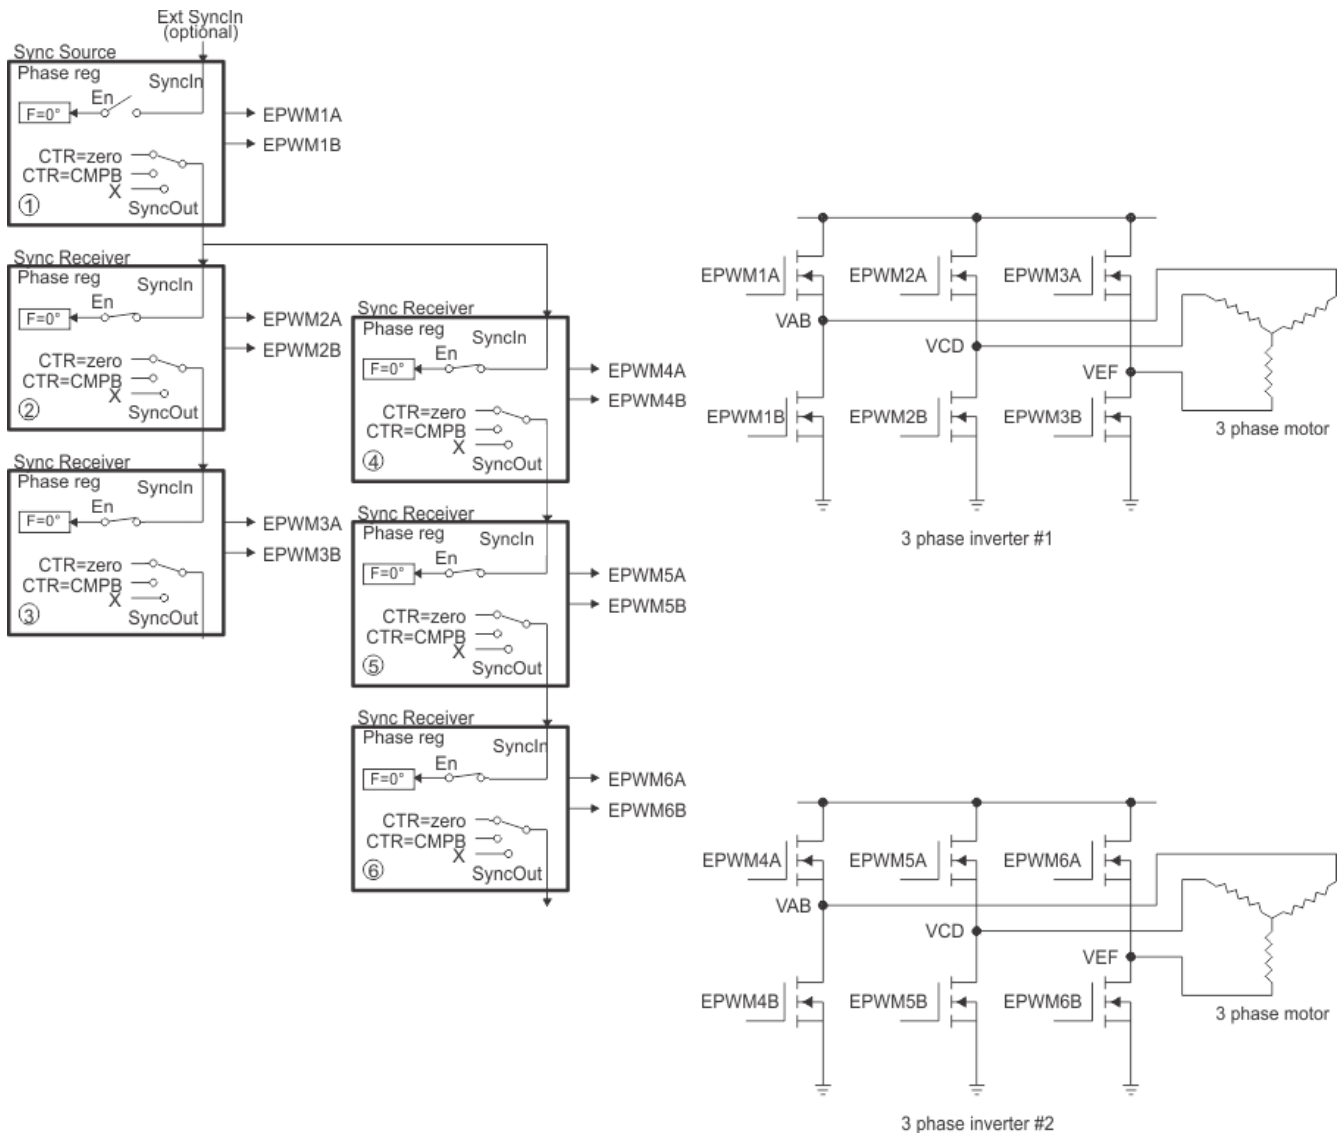 Ext SyncIn
(optional)
Sync Source
Phase reg
SyncIn
En
F=0°
EPWM1A
EPWM1B
CTR=zero
CTR=CMPB
X
1
SyncOut
Sync Receiver
Phase reg
SyncIn
En
F=0°
EPWM2A
EPWM2B
CTR=zero
CTR=CMPB
X
2
SyncOut
Sync Receiver
Phase reg
SyncIn
En
F=0°
EPWM3A
EPWM3B
CTR=zero
CTR=CMPB
X
3
SyncOut
Sync Receiver
Phase reg
SyncIn
En
F=0°
EPWM4A
EPWM4B
CTR=zero
CTR=CMPB
X
4
SyncOut
Sync Receiver
Phase reg
SyncIn
En
F=0°
EPWM5A
EPWM5B
CTR=zero
CTR=CMPB
X
5
SyncOut
Sync Receiver
Phase reg
SyncIn
En
F=0°
EPWM6A
EPWM6B
CTR=zero
CTR=CMPB
X
6
SyncOut
EPWM1A
EPWM2A
EPWM3A
VAB
VCD
VEF
EPWM1B
EPWM2B
EPWM3B
3 phase motor
3 phase inverter #1
EPWM4A
EPWM5A
EPWM6A
VAB
VCD
VEF
EPWM4B
EPWM5B
EPWM6B
3 phase motor
3 phase inverter #2